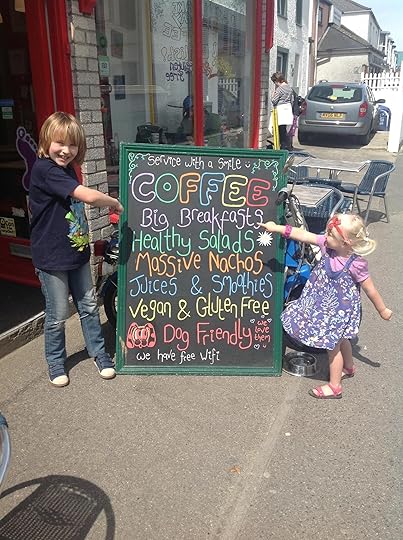 Service with a Smile
COFFEE
Big Breakfasts
Healthy Salads
Massive Nachos
Juices & Smoothies
Vegan & Gluten Free
Dog Friendly we love them
we have free wifi